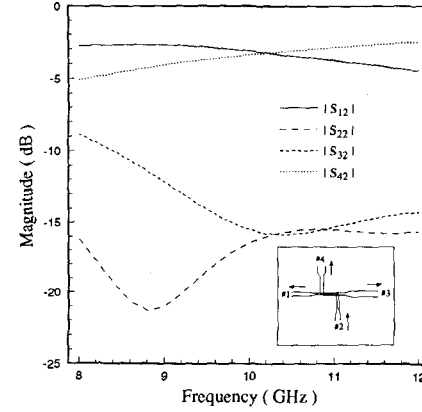 0
-5
-10
-15
-20
-25
Magnitude ( dB )
| S12 |
| S22 |
| S32 |
| S42 |
#4
#1
#3
#2
8
9
10
11
12
Frequency ( GHz )